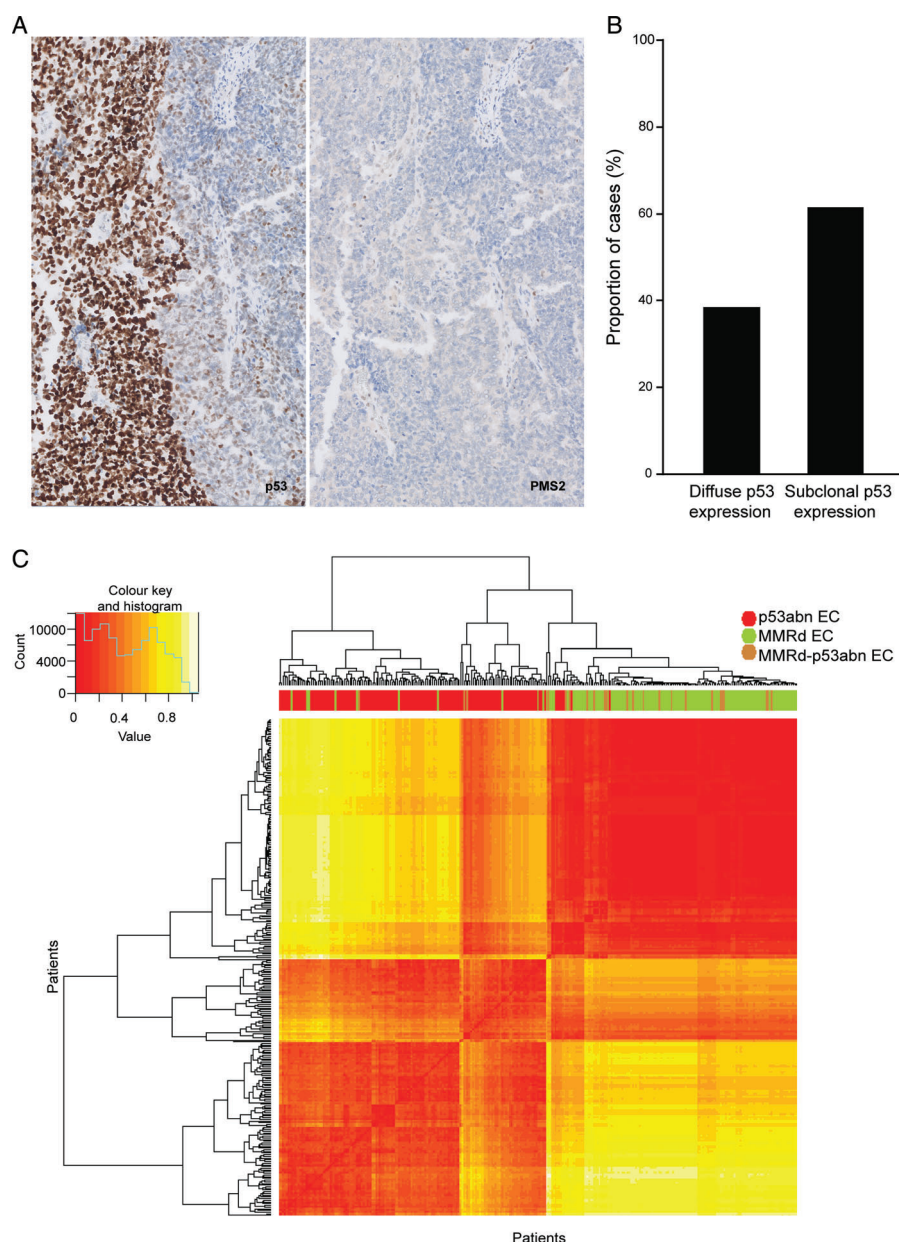 A
p53
PMS2
B
Proportion of cases (%)
100
80
60
40
20
0
Diffuse p53
expression
Subclonal p53
expression
C
Colour key
and histogram
Count
10000
4000
0
0
0.4
0.8
Value
p53abn EC
MMRd EC
MMRd-p53abn EC
Patients
Patients